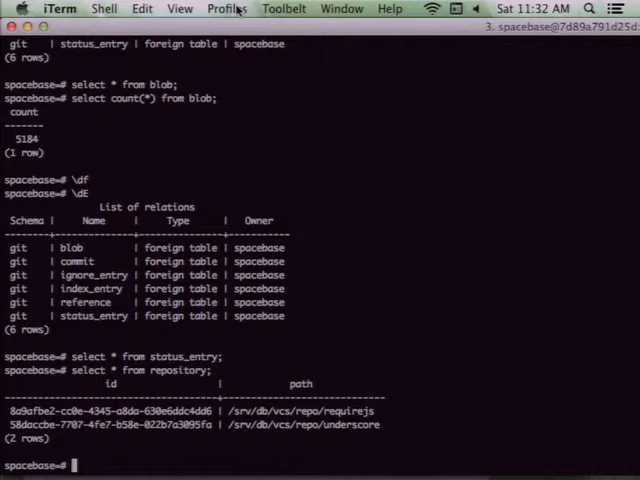 iTerm Shell Edit View Profiles Toolbelt Window Help Sat 11:32 AM
3. spacebase@7d89a791d25d:
git | status_entry | foreign table | spacebase
(6 rows)
spacebase=# select * from blob;
spacebase=# select count(*) from blob;
count
-------
5184
(1 row)
spacebase=# \df
spacebase=# \dE
List of relations
Schema | Name | Type | Owner
--------+--------------+---------------+-----------
git | blob | foreign table | spacebase
git | commit | foreign table | spacebase
git | ignore_entry | foreign table | spacebase
git | index_entry | foreign table | spacebase
git | reference | foreign table | spacebase
git | status_entry | foreign table | spacebase
(6 rows)
spacebase=# select * from status_entry;
spacebase=# select * from repository;
id | path
--------------------------------------+----------------------------
8a9afbe2-cc0e-4345-a8da-630e6ddc4dd6 | /srv/db/vcs/repo/requirejs
58daccbe-7707-4fe7-b58e-022b7a3095fa | /srv/db/vcs/repo/underscore
(2 rows)
spacebase=#